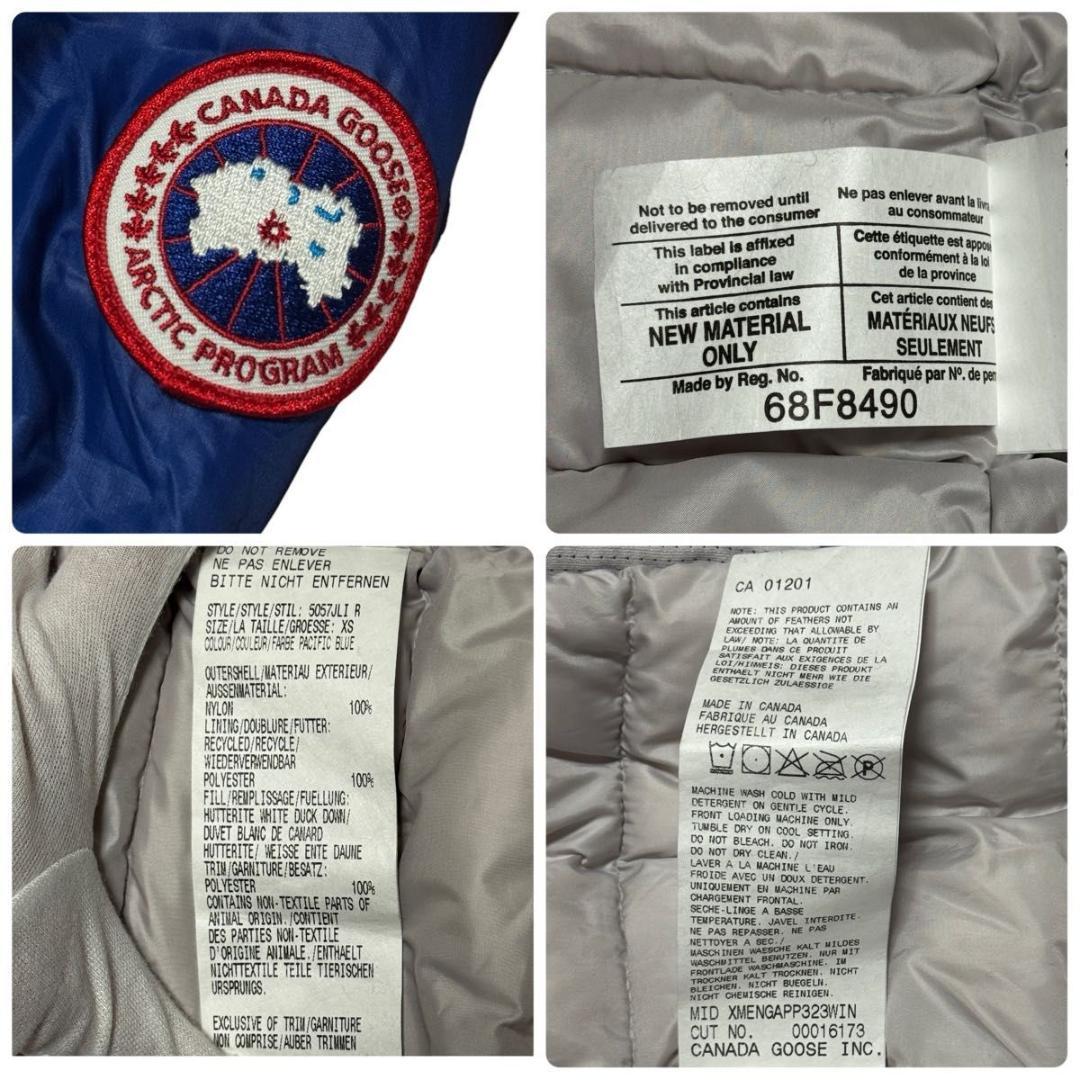 CANADA GOOSE®
ARCTIC PROGRAM
Not to be removed until
delivered to the consumer
This label is affixed
in compliance
with Provincial law
This article contains
NEW MATERIAL
ONLY
Made by Reg. No.
Ne pas enlever avant la
au consommateur
Cette étiquette est
conformément à la loi
de la province
Cet article contient
MATÉRIAUX NEUFS
SEULEMENT
Fabriqué par Nº. de
68F8490
DO NOT REMOVE
NE PAS ENLEVER
BITTE NICHT ENTFERNEN
STYLE/STYLE/STIL: 5057JLI R
SIZE/LA TAILLE/GROESSE: XS
COLOUR/COULEUR/FARBE PACIFIC BLUE
OUTERSHELL/MATERIAU EXTERIEUR/
AUSSENMATERIAL:
NYLON 100%
LINING/DOUBLURE/FUTTER:
RECYCLED/RECYCLE/
WIEDERVERWENDBAR
POLYESTER 100%
FILL/REMPLISSAGE/FUELLUNG:
HUTTERITE WHITE DUCK DOWN/
DUVET BLANC DE CANARD
HUTTERITE/ WEISSE ENTE DAUNE
TRIM/GARNITURE/BESATZ:
POLYESTER 100%
CONTAINS NON-TEXTILE PARTS OF
ANIMAL ORIGIN./CONTIENT
DES PARTIES NON-TEXTILE
D'ORIGINE ANIMALE./ENTHAELT
NICHTTEXTILE TEILE TIERISCHEN
URSPRUNGS.
EXCLUSIVE OF TRIM/GARNITURE
NON COMPRISE/AUBER TRIMMEN
CA 01201
NOTE: THIS PRODUCT CONTAINS AN
AMOUNT OF FEATHERS NOT
EXCEEDING THAT ALLOWABLE BY
LAW/ NOTE: LA QUANTITE DE
PLUMES DANS CE PRODUIT
SATISFAIT AUX EXIGENCES DE LA
LOI/HINWEIS: DIESES PRODUKT
ENTHAELT NICHT MEHR WIE DIE
GESETZLICH ZULAESSIGE
MADE IN CANADA
FABRIQUE AU CANADA
HERGESTELLT IN CANADA
P
MACHINE WASH COLD WITH MILD
DETERGENT ON GENTLE CYCLE.
FRONT LOADING MACHINE ONLY.
TUMBLE DRY ON COOL SETTING.
DO NOT BLEACH. DO NOT IRON.
DO NOT DRY CLEAN./
LAVER A LA MACHINE L'EAU
FROIDE AVEC UN DOUX DETERGENT.
UNIQUEMENT EN MACHINE PAR
CHARGEMENT FRONTAL.
SECHE-LINGE A BASSE
TEMPERATURE. JAVEL INTERDITE.
NE PAS REPASSER. NE PAS
NETTOYER A SEC./
MASCHINEN WAESCHE KALT MILDES
WASCHMITTEL BENUTZEN. NUR MIT
FRONTLADE WASCHMASCHINE. IM
TROCKNER KALT TROCKNEN. NICHT
BLEICHEN. NICHT BUEGELN.
NICHT CHEMISCHE REINIGEN.
MID XMENGAPP323WIN
CUT NO. 00016173
CANADA GOOSE INC.